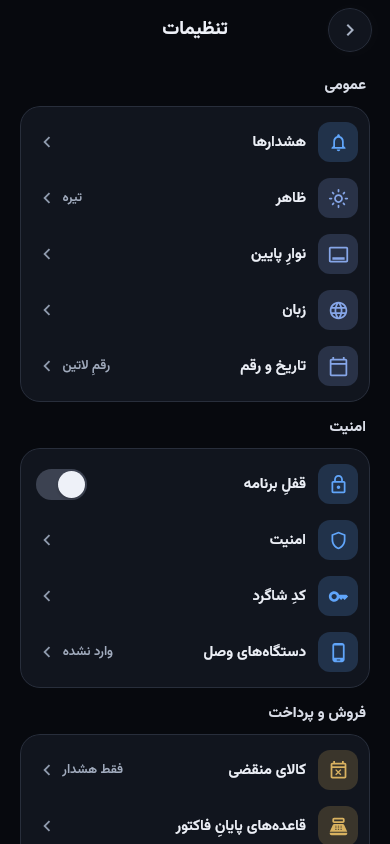 تنظیمات
عمومی
هشدارها
ظاهر تیره
نوارِ پایین
زبان
تاریخ و رقم رقمِ لاتین
امنیت
قفلِ برنامه
امنیت
کدِ شاگرد
دستگاه‌های وصل وارد نشده
فروش و پرداخت
کالای منقضی فقط هشدار
قاعده‌های پایانِ فاکتور